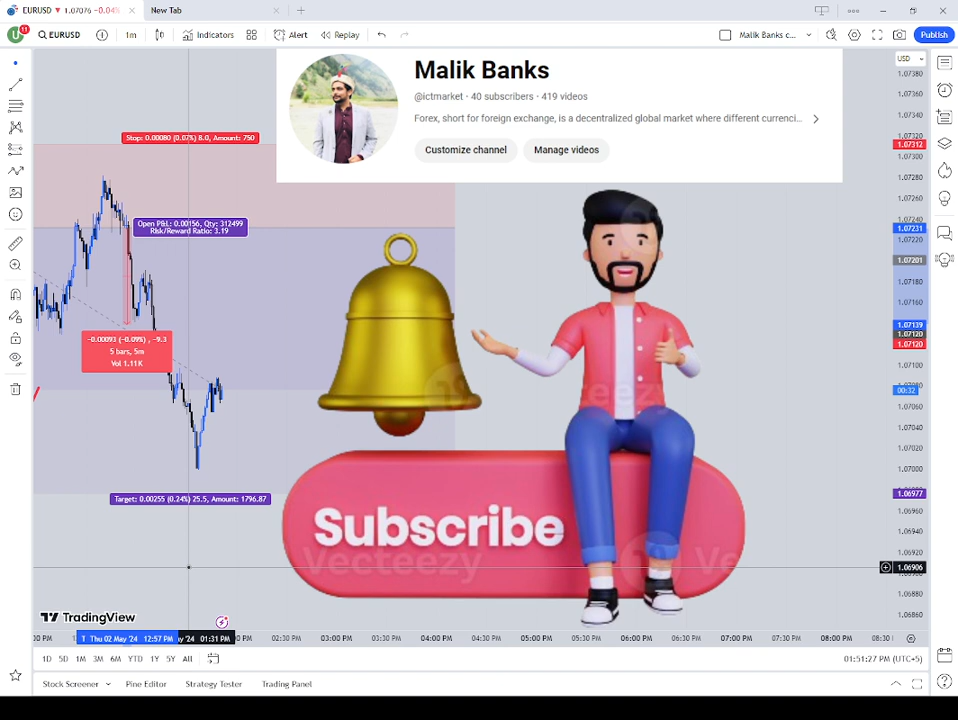 EURUSD ▼ 1.07076 −0.04%
New Tab
11
U
EURUSD
1m
Indicators
Alert
Replay
Malik Banks c...
Publish
Malik Banks
@ictmarket · 40 subscribers · 419 videos
Forex, short for foreign exchange, is a decentralized global market where different currenci...
Customize channel
Manage videos
USD
1.07380
1.07360
1.07340
1.07320
1.07312
1.07300
1.07280
1.07260
1.07240
1.07231
1.07220
1.07201
1.07180
1.07160
1.07139
1.07120
1.07120
1.07100
00:32
1.07060
1.07040
1.07020
1.07000
1.06977
1.06960
1.06940
1.06920
1.06906
1.06880
1.06860
Stop: 0.00080 (0.07%) 8.0, Amount: 750
Open P&L: 0.00156, Qty: 312499
Risk/Reward Ratio: 3.19
-0.00093 (-0.09%) , -9.3
5 bars, 5m
Vol 1.11K
Target: 0.00255 (0.24%) 25.5, Amount: 1796.87
Subscribe
Vecteezy
TradingView
Thu 02 May '24 12:57 PM
'24 01:31 PM
02:30 PM
03:00 PM
03:30 PM
04:00 PM
04:30 PM
05:00 PM
05:30 PM
06:00 PM
06:30 PM
07:00 PM
07:30 PM
08:00 PM
08:30
1D 5D 1M 3M 6M YTD 1Y 5Y All
01:51:27 PM (UTC+5)
Stock Screener
Pine Editor
Strategy Tester
Trading Panel